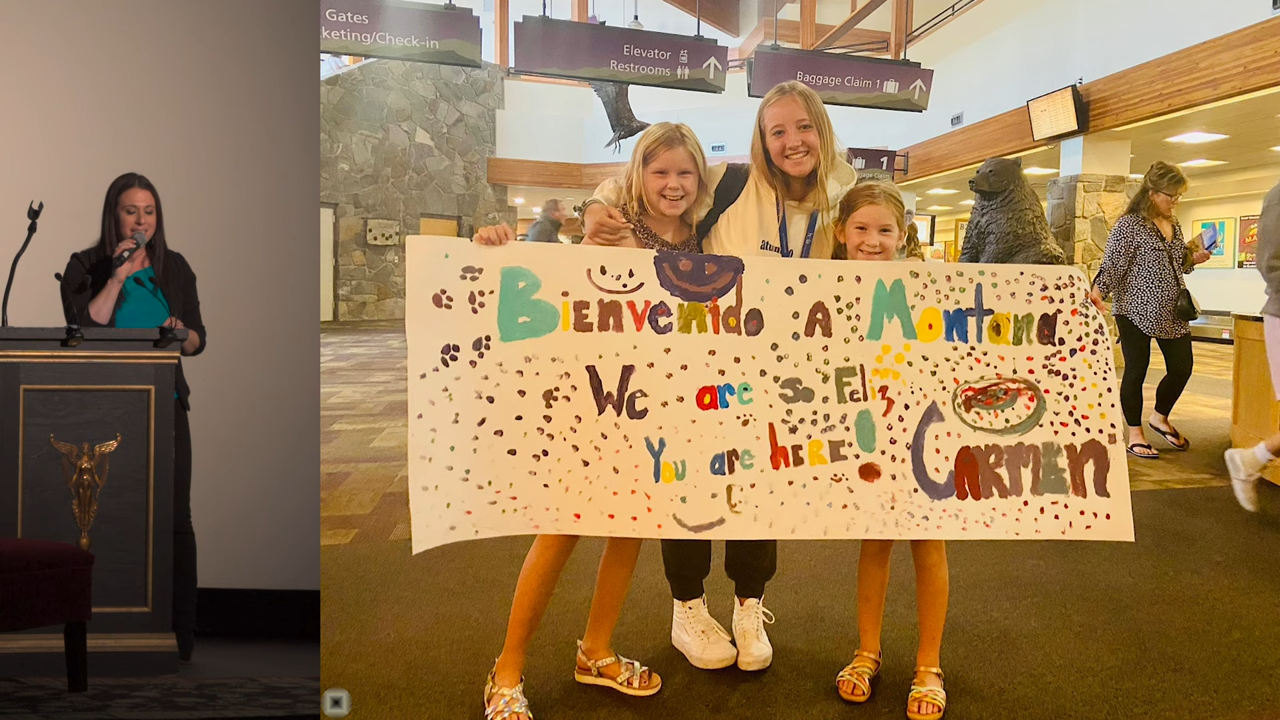 Gates
keting/Check-in
Elevator
Restrooms
Baggage Claim 1
1
Bienvenido A Montana
We are So Feliz
You are here!
CARMEN